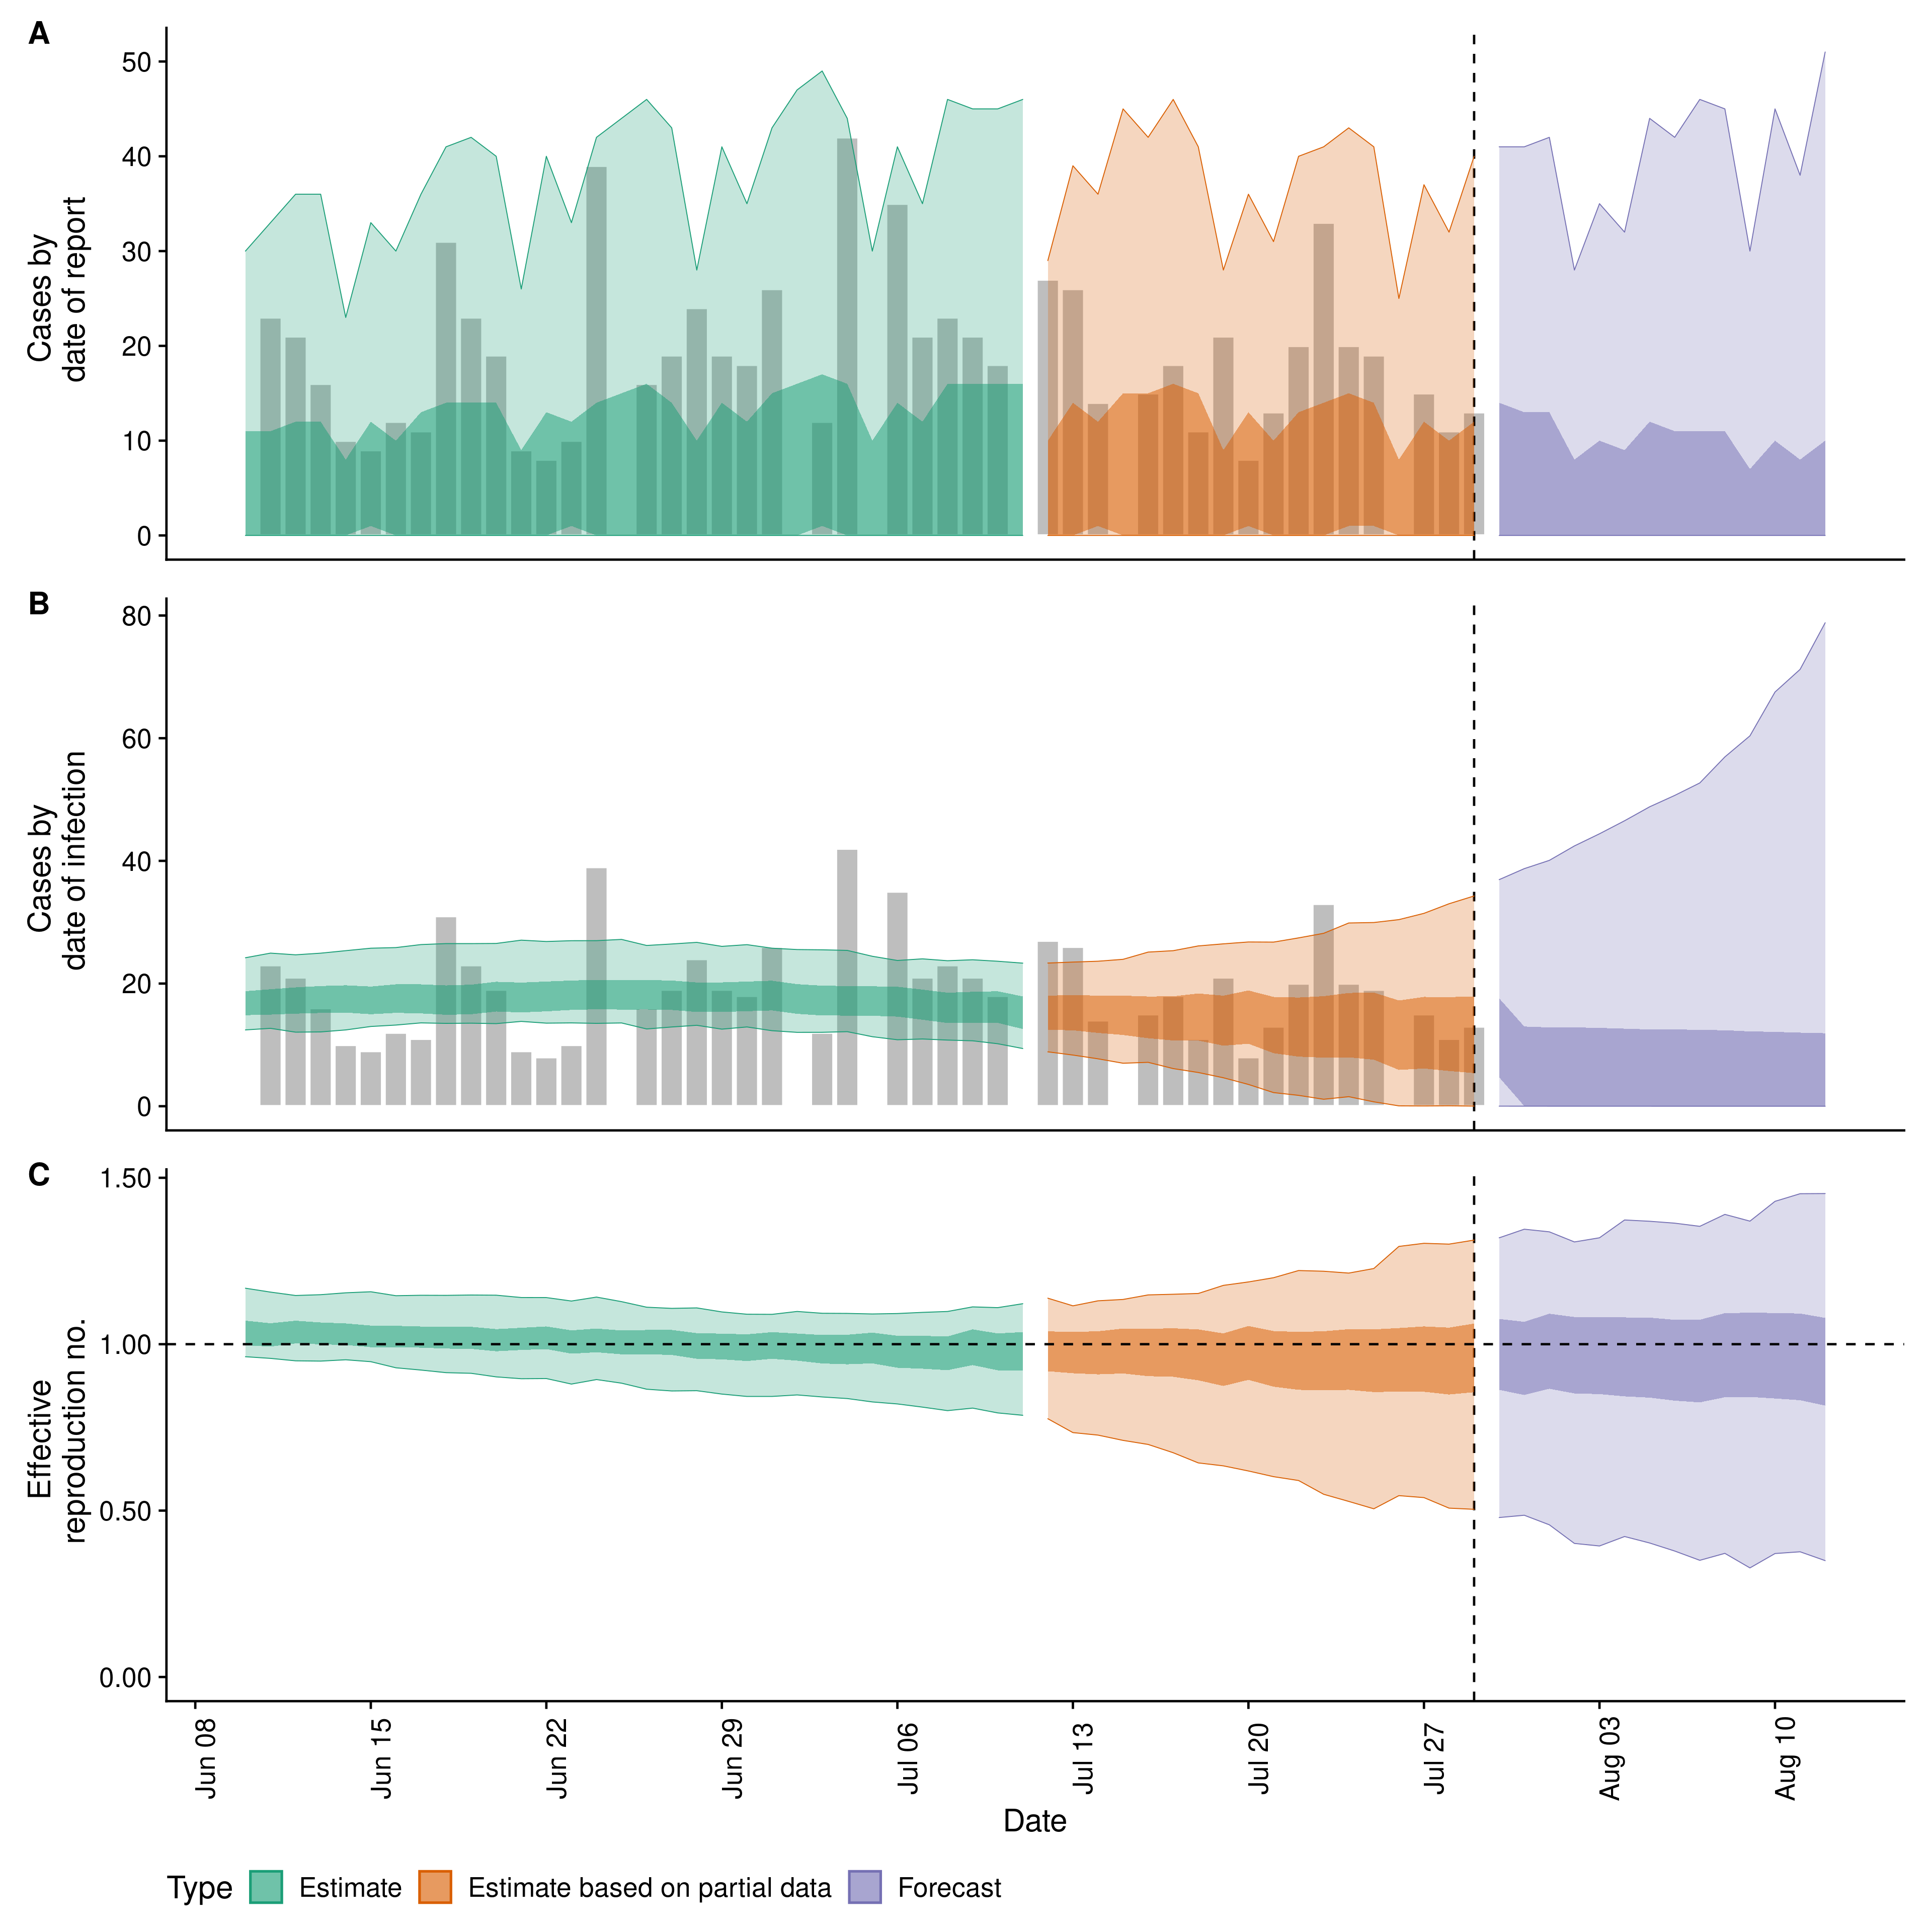 A
50
40
30
20
10
0
Cases by
date of report
B
80
60
40
20
0
Cases by
date of infection
C
1.50
1.00
0.50
0.00
Effective
reproduction no.
Jun 08
Jun 15
Jun 22
Jun 29
Jul 06
Jul 13
Jul 20
Jul 27
Aug 03
Aug 10
Date
Type Estimate Estimate based on partial data Forecast